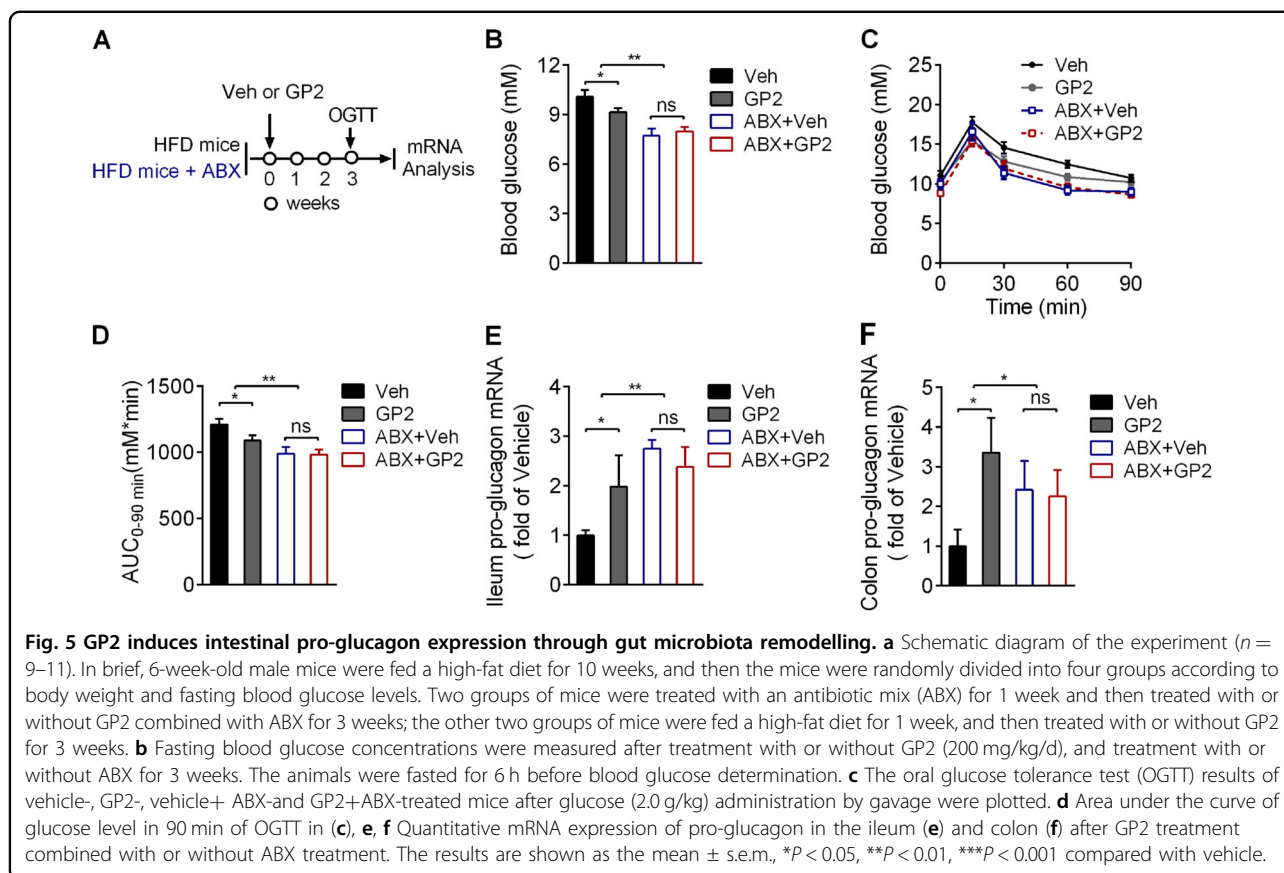 A
Veh or GP2
OGTT
HFD mice
HFD mice + ABX
mRNA
Analysis
0 1 2 3
weeks
B
Blood glucose (mM)
12
9
6
3
0
*
**
ns
Veh
GP2
ABX+Veh
ABX+GP2
C
Blood glucose (mM)
25
20
15
10
5
0
0 30 60 90
Time (min)
Veh
GP2
ABX+Veh
ABX+GP2
D
AUC0-90 min(mM*min)
1500
1000
500
0
*
**
ns
Veh
GP2
ABX+Veh
ABX+GP2
E
Ileum pro-glucagon mRNA
( fold of Vehicle)
4
3
2
1
0
*
**
ns
Veh
GP2
ABX+Veh
ABX+GP2
F
Colon pro-glucagon mRNA
( fold of Vehicle)
5
4
3
2
1
0
*
*
ns
Veh
GP2
ABX+Veh
ABX+GP2
Fig. 5 GP2 induces intestinal pro-glucagon expression through gut microbiota remodelling. a Schematic diagram of the experiment (n =
9–11). In brief, 6-week-old male mice were fed a high-fat diet for 10 weeks, and then the mice were randomly divided into four groups according to
body weight and fasting blood glucose levels. Two groups of mice were treated with an antibiotic mix (ABX) for 1 week and then treated with or
without GP2 combined with ABX for 3 weeks; the other two groups of mice were fed a high-fat diet for 1 week, and then treated with or without GP2
for 3 weeks. b Fasting blood glucose concentrations were measured after treatment with or without GP2 (200 mg/kg/d), and treatment with or
without ABX for 3 weeks. The animals were fasted for 6 h before blood glucose determination. c The oral glucose tolerance test (OGTT) results of
vehicle-, GP2-, vehicle+ ABX-and GP2+ABX-treated mice after glucose (2.0 g/kg) administration by gavage were plotted. d Area under the curve of
glucose level in 90 min of OGTT in (c), e, f Quantitative mRNA expression of pro-glucagon in the ileum (e) and colon (f) after GP2 treatment
combined with or without ABX treatment. The results are shown as the mean ± s.e.m., *P < 0.05, **P < 0.01, ***P < 0.001 compared with vehicle.